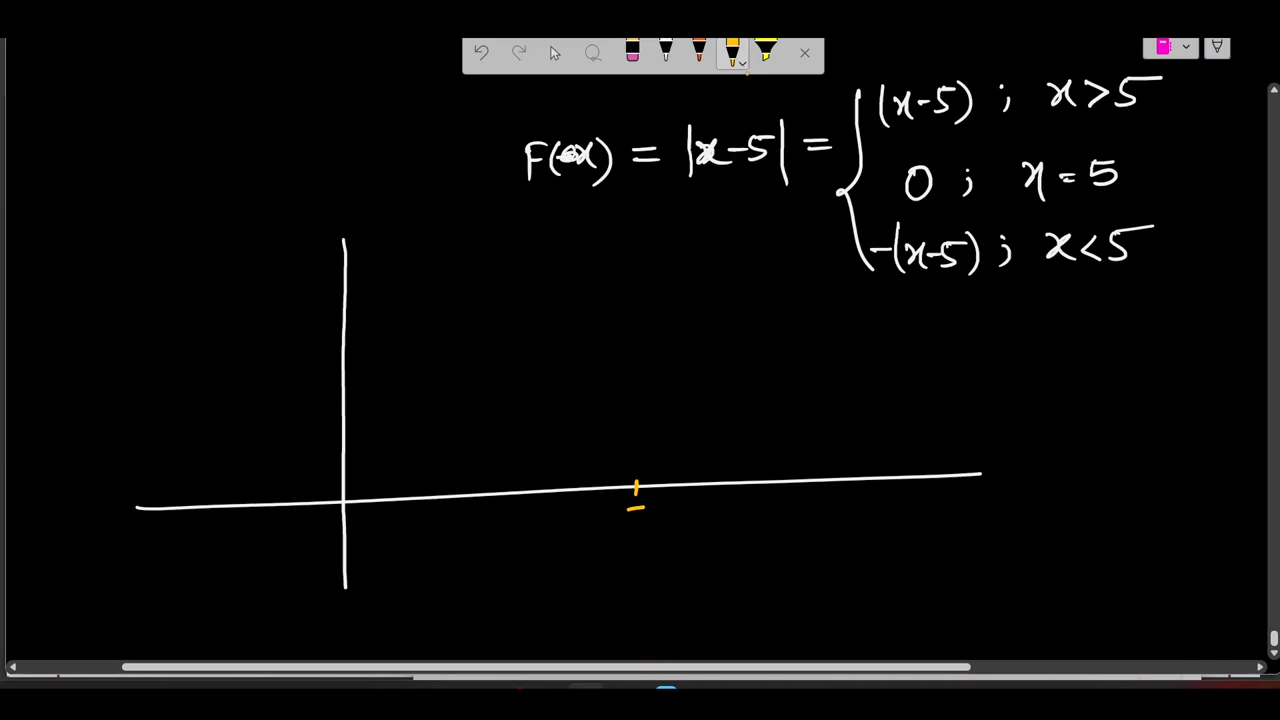 F(x) = |x-5| = { (x-5) ; x>5
0 ; x = 5
-(x-5) ; x<5